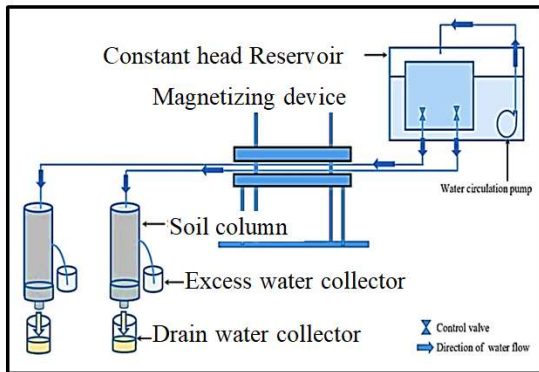 Constant head Reservoir
Magnetizing device
Water circulation pump
Soil column
Excess water collector
Drain water collector
Control valve
Direction of water flow